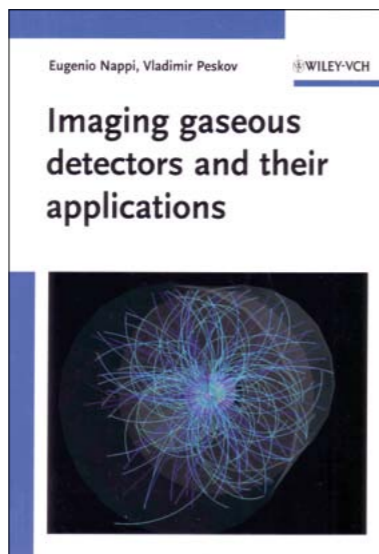 Eugenio Nappi, Vladimir Peskov
WILEY-VCH
Imaging gaseous
detectors and their
applications